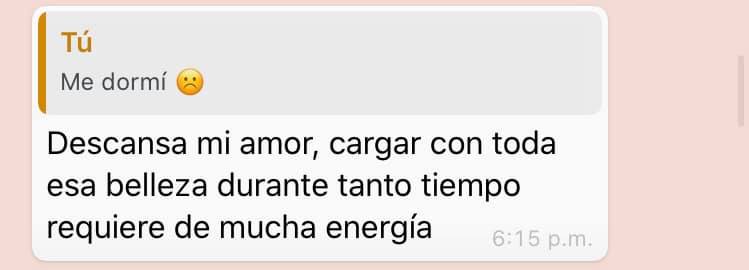 Tú
Me dormí ☹️
Descansa mi amor, cargar con toda
esa belleza durante tanto tiempo
requiere de mucha energía
6:15 p.m.